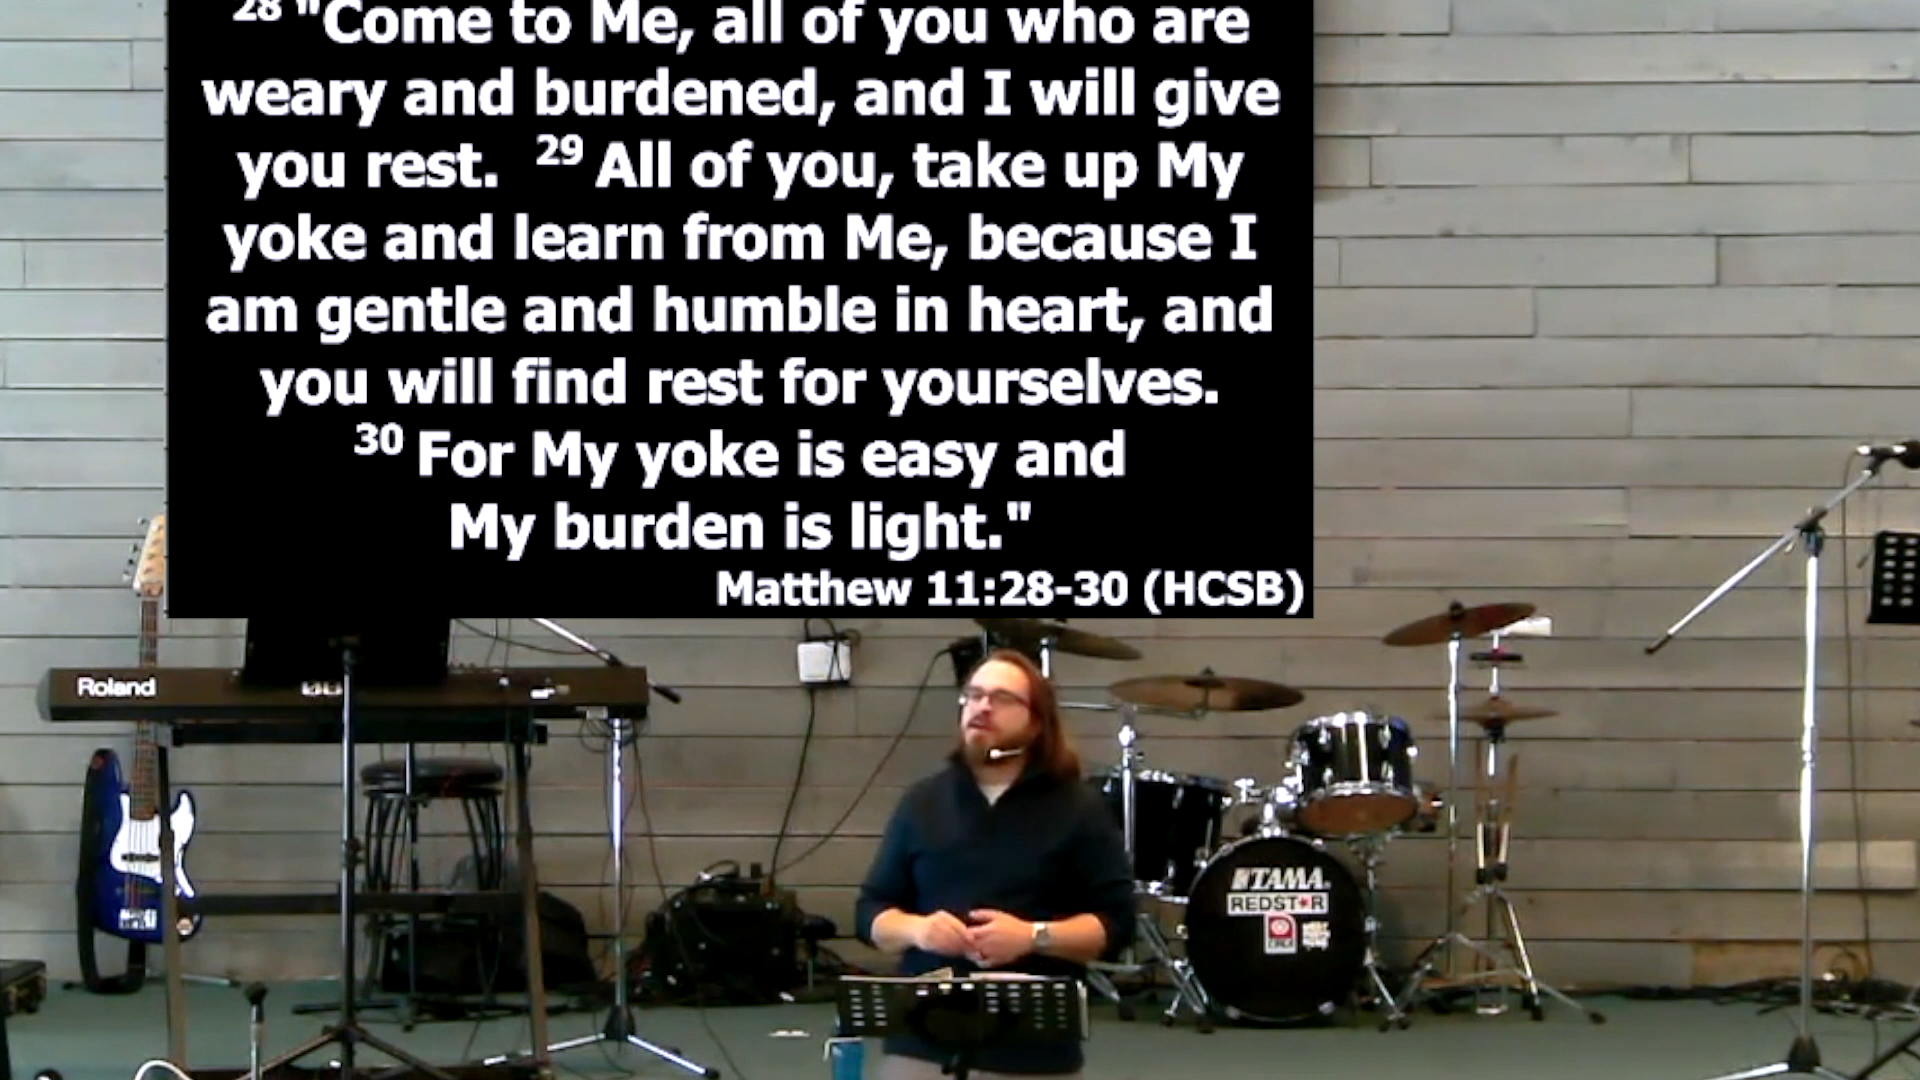 28 "Come to Me, all of you who are
weary and burdened, and I will give
you rest. 29 All of you, take up My
yoke and learn from Me, because I
am gentle and humble in heart, and
you will find rest for yourselves.
30 For My yoke is easy and
My burden is light."
Matthew 11:28-30 (HCSB)
Roland
TAMA
REDST★R